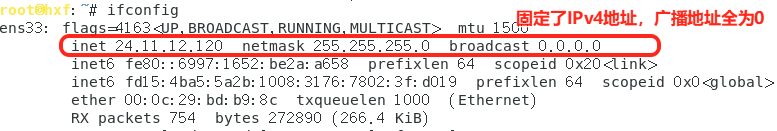 root@hxf:~# ifconfig
固定了IPv4地址，广播地址全为0
ens33: flags=4163<UP,BROADCAST,RUNNING,MULTICAST> mtu 1500
inet 24.11.12.120 netmask 255.255.255.0 broadcast 0.0.0.0
inet6 fe80::6997:1652:be2a:a658 prefixlen 64 scopeid 0x20<link>
inet6 fd15:4ba5:5a2b:1008:3176:7802:3f:d019 prefixlen 64 scopeid 0x0<global>
ether 00:0c:29:bd:b9:8c txqueuelen 1000 (Ethernet)
RX packets 754 bytes 272890 (266.4 KiB)